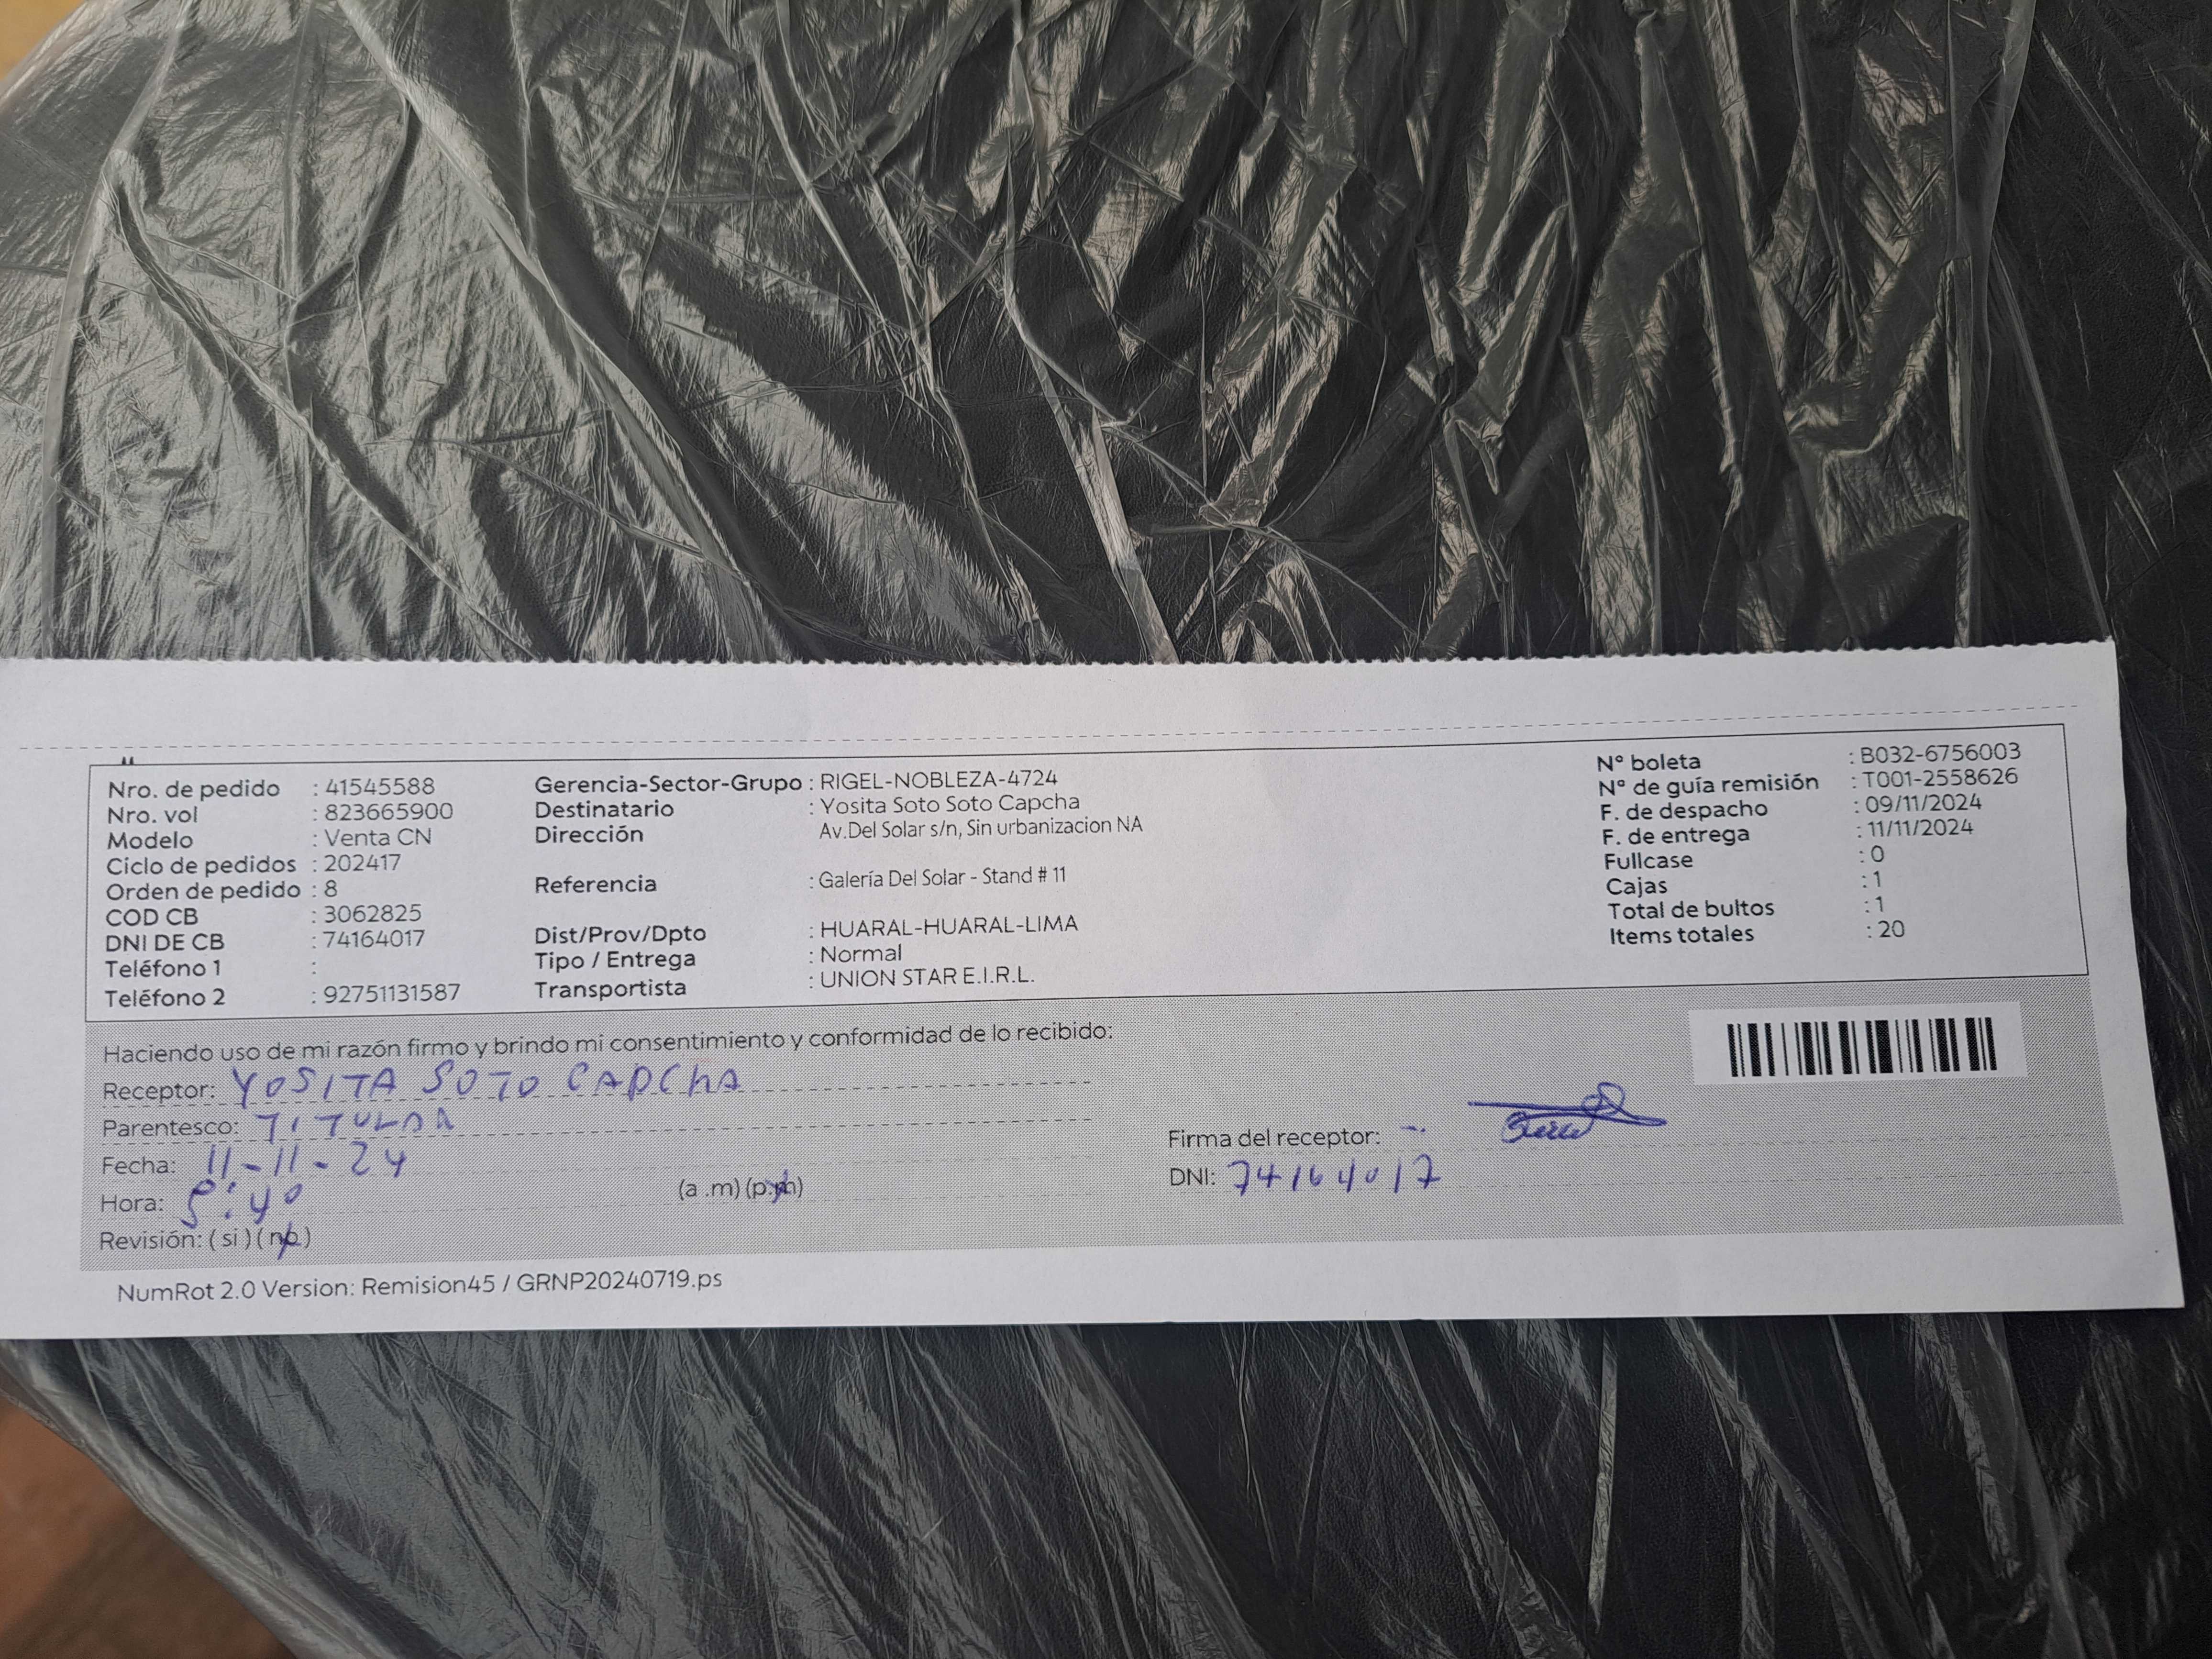 Nro. de pedido : 41545588
Nro. vol : 823665900
Modelo : Venta CN
Ciclo de pedidos : 202417
Orden de pedido : 8
COD CB : 3062825
DNI DE CB : 74164017
Teléfono 1 :
Teléfono 2 : 92751131587
Gerencia-Sector-Grupo : RIGEL-NOBLEZA-4724
Destinatario : Yosita Soto Soto Capcha
Dirección Av.Del Solar s/n, Sin urbanizacion NA
Referencia : Galería Del Solar - Stand # 11
Dist/Prov/Dpto : HUARAL-HUARAL-LIMA
Tipo / Entrega : Normal
Transportista : UNION STAR E.I.R.L.
N° boleta : B032-6756003
N° de guía remisión : T001-2558626
F. de despacho : 09/11/2024
F. de entrega : 11/11/2024
Fullcase : 0
Cajas : 1
Total de bultos : 1
Items totales : 20
Haciendo uso de mi razón firmo y brindo mi consentimiento y conformidad de lo recibido:
Receptor: YOSITA SOTO CAPCHA
Parentesco: TITULAR
Fecha: 11-11-24
Hora: 5:40 (a .m) (p.m)
Revisión: ( si ) ( no )
Firma del receptor:
DNI: 74164017
NumRot 2.0 Version: Remision45 / GRNP20240719.ps